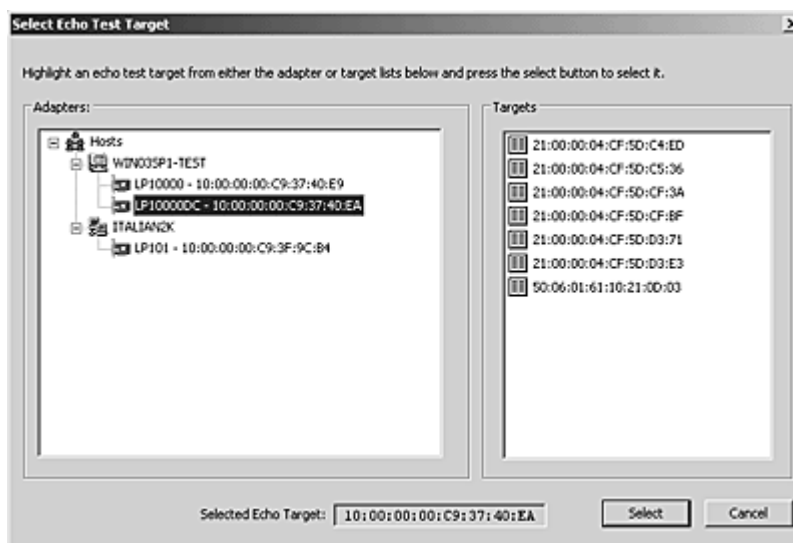 Select Echo Test Target
Highlight an echo test target from either the adapter or target lists below and press the select button to select it.
Adapters:
Hosts
WIN03SP1-TEST
LP10000 - 10:00:00:00:C9:37:40:E9
LP10000DC - 10:00:00:00:C9:37:40:EA
ITALIAN2K
LP101 - 10:00:00:00:C9:3F:9C:B4
Targets
21:00:00:04:CF:5D:C4:ED
21:00:00:04:CF:5D:C5:36
21:00:00:04:CF:5D:CF:3A
21:00:00:04:CF:5D:CF:BF
21:00:00:04:CF:5D:D3:71
21:00:00:04:CF:5D:D3:E3
50:06:01:61:10:21:0D:03
Selected Echo Target: 10:00:00:00:C9:37:40:EA
Select
Cancel